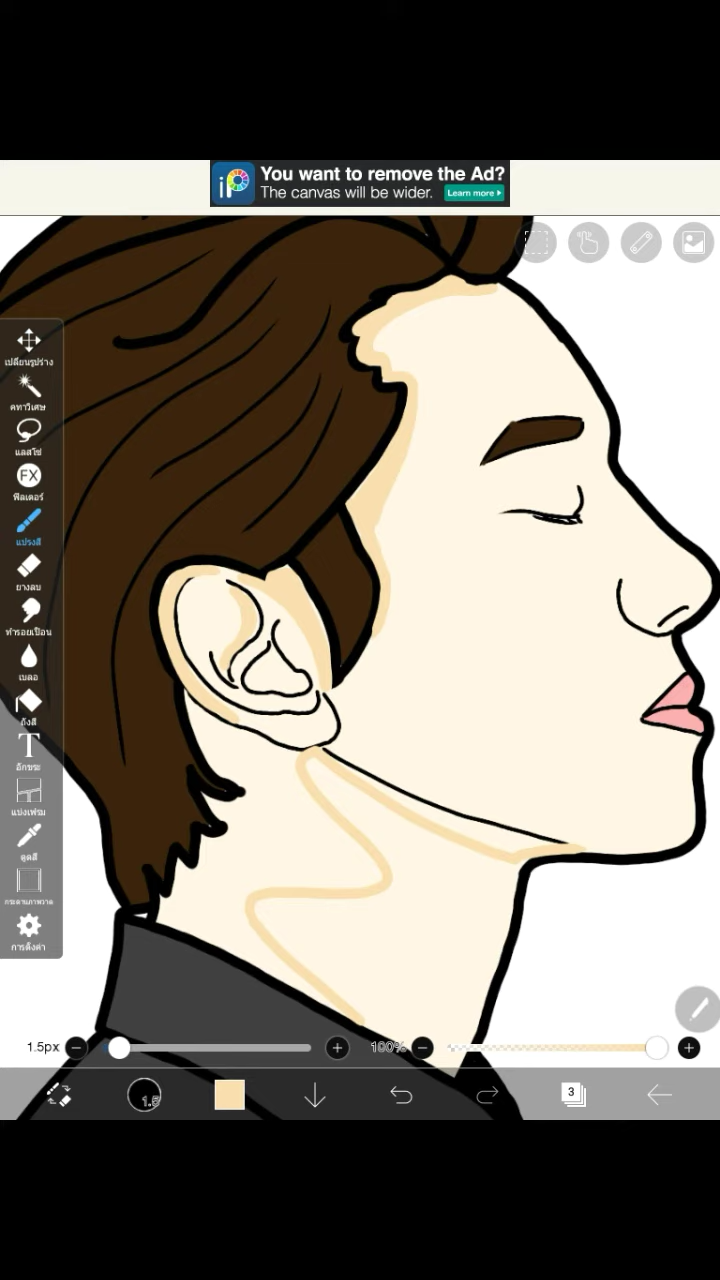 iP
You want to remove the Ad?
The canvas will be wider.
Learn more
เปลี่ยนรูปร่าง
คทาวิเศษ
แลสโซ่
FX
ฟิลเตอร์
แปรงสี
ยางลบ
ทำรอยเปื้อน
เบลอ
ถังสี
T
อักขระ
แบ่งเฟรม
ดูดสี
กระดานภาพวาด
การตั้งค่า
1.5px
100%
1.5
3